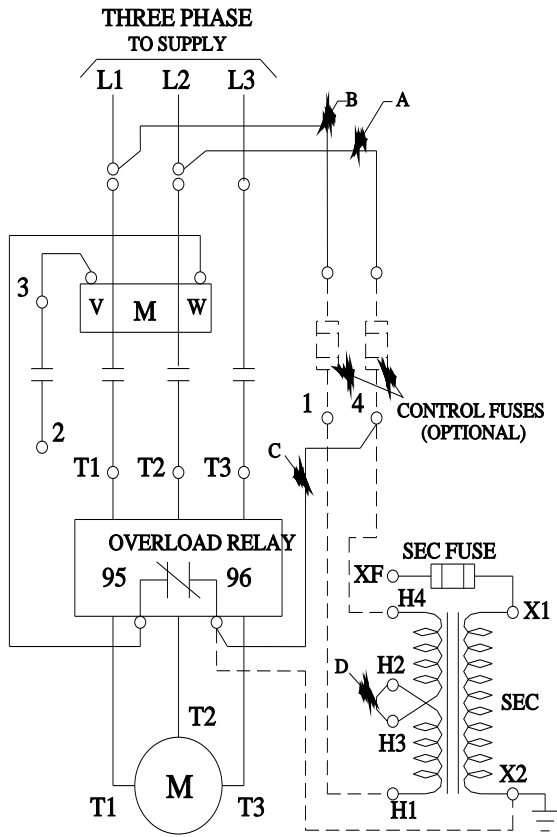 THREE PHASE
TO SUPPLY
L1 L2 L3
B A
3
V M W
2
1 4
CONTROL FUSES
(OPTIONAL)
C
T1 T2 T3
OVERLOAD RELAY
95 96
SEC FUSE
XF
H4 X1
D
H2
H3
SEC
T2
M
T1 T3
X2
H1